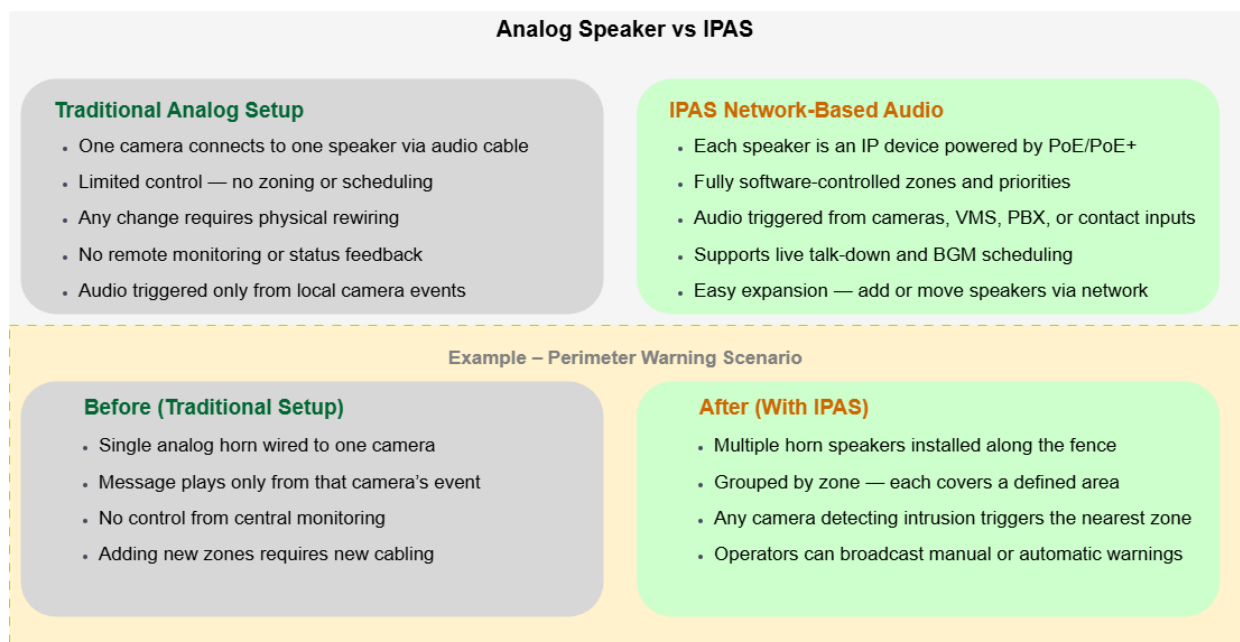 Analog Speaker vs IPAS
Traditional Analog Setup
• One camera connects to one speaker via audio cable
• Limited control — no zoning or scheduling
• Any change requires physical rewiring
• No remote monitoring or status feedback
• Audio triggered only from local camera events
IPAS Network-Based Audio
• Each speaker is an IP device powered by PoE/PoE+
• Fully software-controlled zones and priorities
• Audio triggered from cameras, VMS, PBX, or contact inputs
• Supports live talk-down and BGM scheduling
• Easy expansion — add or move speakers via network
Example – Perimeter Warning Scenario
Before (Traditional Setup)
• Single analog horn wired to one camera
• Message plays only from that camera’s event
• No control from central monitoring
• Adding new zones requires new cabling
After (With IPAS)
• Multiple horn speakers installed along the fence
• Grouped by zone — each covers a defined area
• Any camera detecting intrusion triggers the nearest zone
• Operators can broadcast manual or automatic warnings